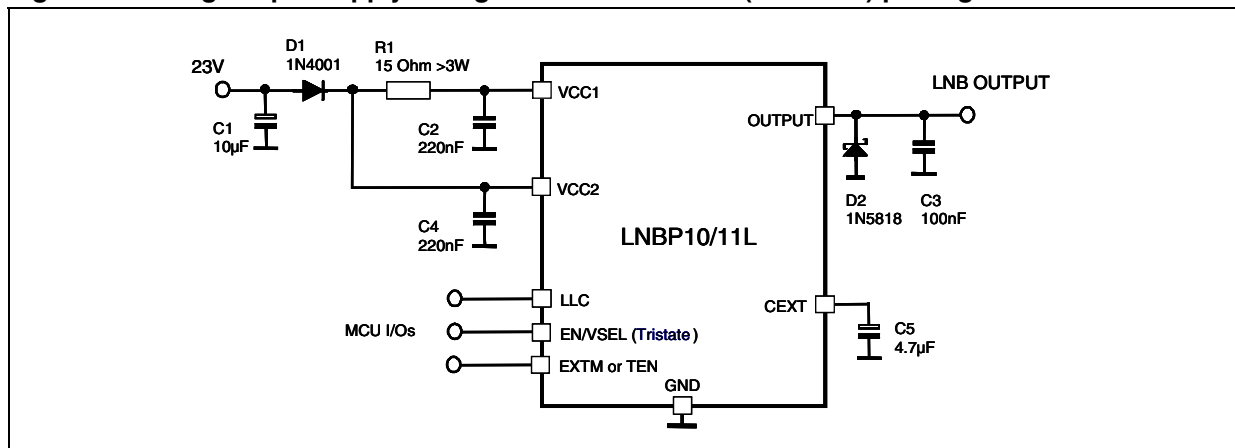 23V
D1
1N4001
R1
15 Ohm >3W
C1
10µF
C2
220nF
VCC1
OUTPUT
LNB OUTPUT
D2
1N5818
C3
100nF
VCC2
C4
220nF
LNBP10/11L
LLC
MCU I/Os
EN/VSEL (Tristate)
EXTM or TEN
CEXT
C5
4.7µF
GND